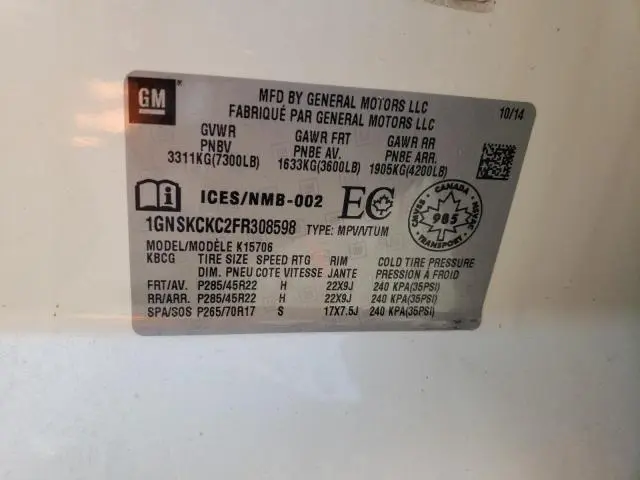 GM
MFD BY GENERAL MOTORS LLC
FABRIQUÉ PAR GENERAL MOTORS LLC
10/14
GVWR GAWR FRT GAWR RR
PNBV PNBE AV. PNBE ARR.
3311KG(7300LB) 1633KG(3600LB) 1905KG(4200LB)
ICES/NMB-002 EC
CANADA
CMVSS 985 NSVAC
TRANSPORT
1GNSKCKC2FR308598 TYPE: MPV/VTUM
MODEL/MODÈLE K15706
KBCG TIRE SIZE SPEED RTG RIM COLD TIRE PRESSURE
DIM. PNEU COTE VITESSE JANTE PRESSION À FROID
FRT/AV. P285/45R22 H 22X9J 240 KPA(35PSI)
RR/ARR. P285/45R22 H 22X9J 240 KPA(35PSI)
SPA/SOS P265/70R17 S 17X7.5J 240 KPA(35PSI)